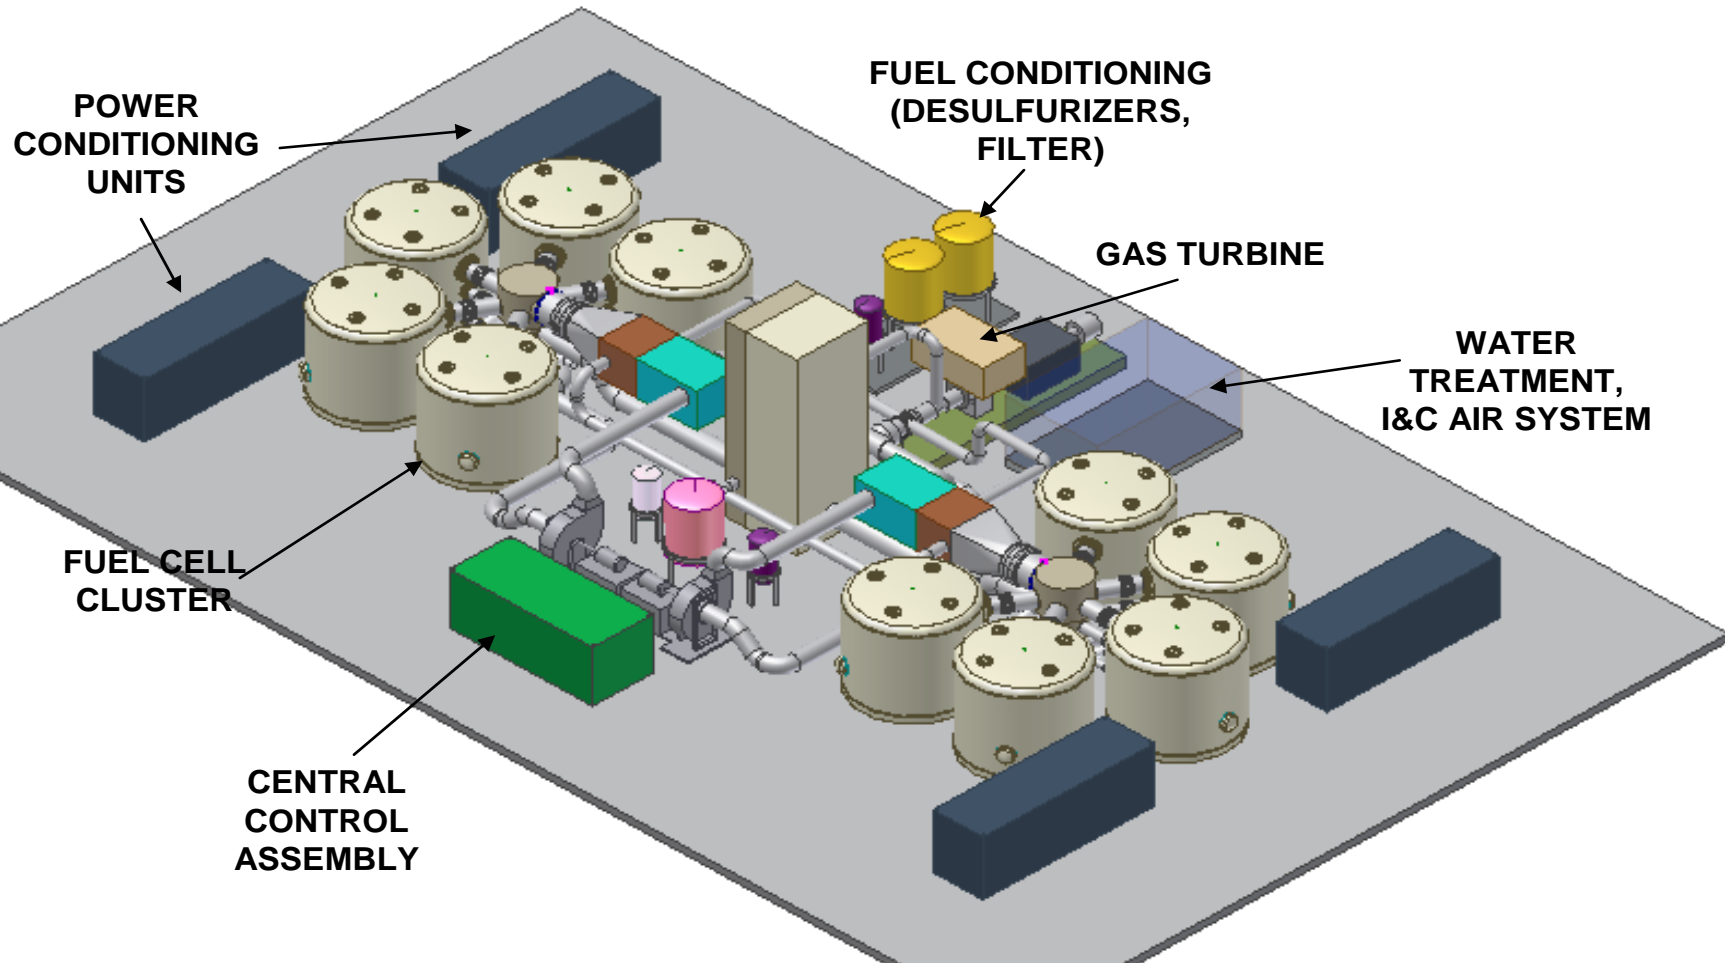 POWER
CONDITIONING
UNITS
FUEL CONDITIONING
(DESULFURIZERS,
FILTER)
GAS TURBINE
WATER
TREATMENT,
I&C AIR SYSTEM
FUEL CELL
CLUSTER
CENTRAL
CONTROL
ASSEMBLY